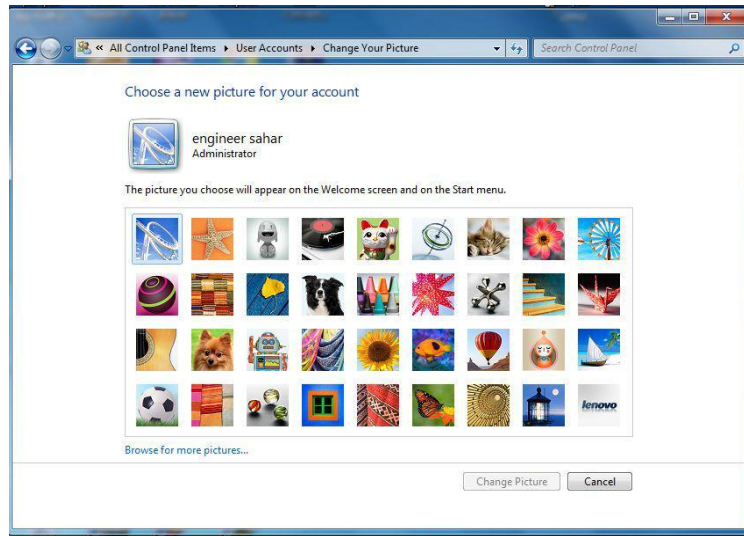 « All Control Panel Items ▸ User Accounts ▸ Change Your Picture
Search Control Panel
Choose a new picture for your account
engineer sahar
Administrator
The picture you choose will appear on the Welcome screen and on the Start menu.
lenovo
Browse for more pictures...
Change Picture Cancel